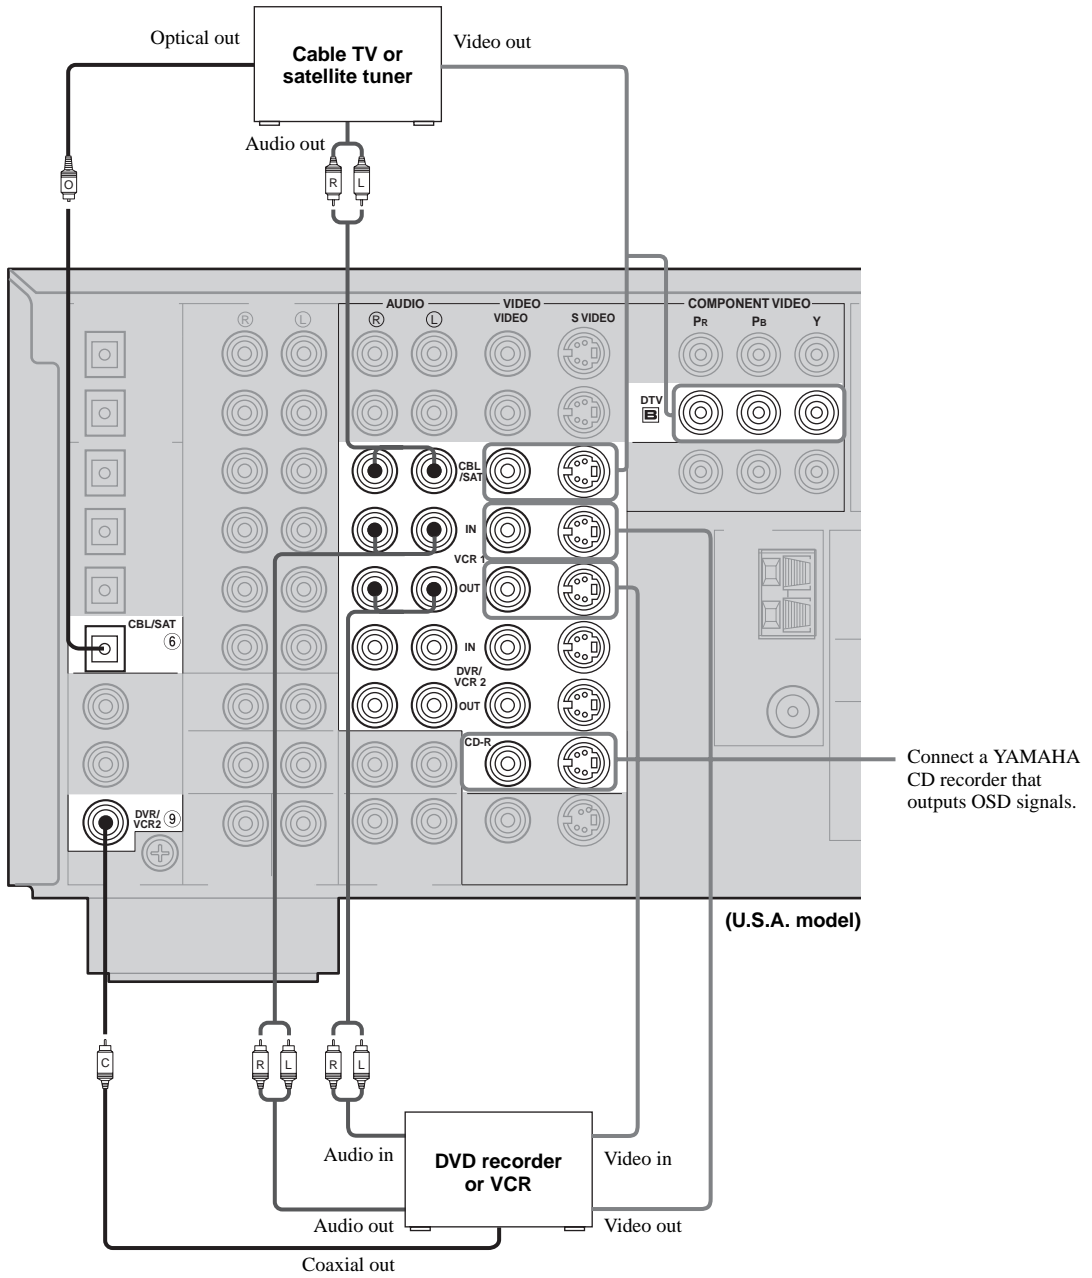 Optical out
Cable TV or
satellite tuner
Video out
Audio out
O
R L
AUDIO
VIDEO
COMPONENT VIDEO
R L R L VIDEO S VIDEO PR PB Y
DTV
B
CBL
/SAT
IN
VCR 1
OUT
CBL/SAT
⑥
IN
DVR/
VCR 2
OUT
CD-R
Connect a YAMAHA
CD recorder that
outputs OSD signals.
DVR/
VCR2 ⑨
(U.S.A. model)
C
R L
R L
Audio in
DVD recorder
or VCR
Video in
Audio out
Video out
Coaxial out